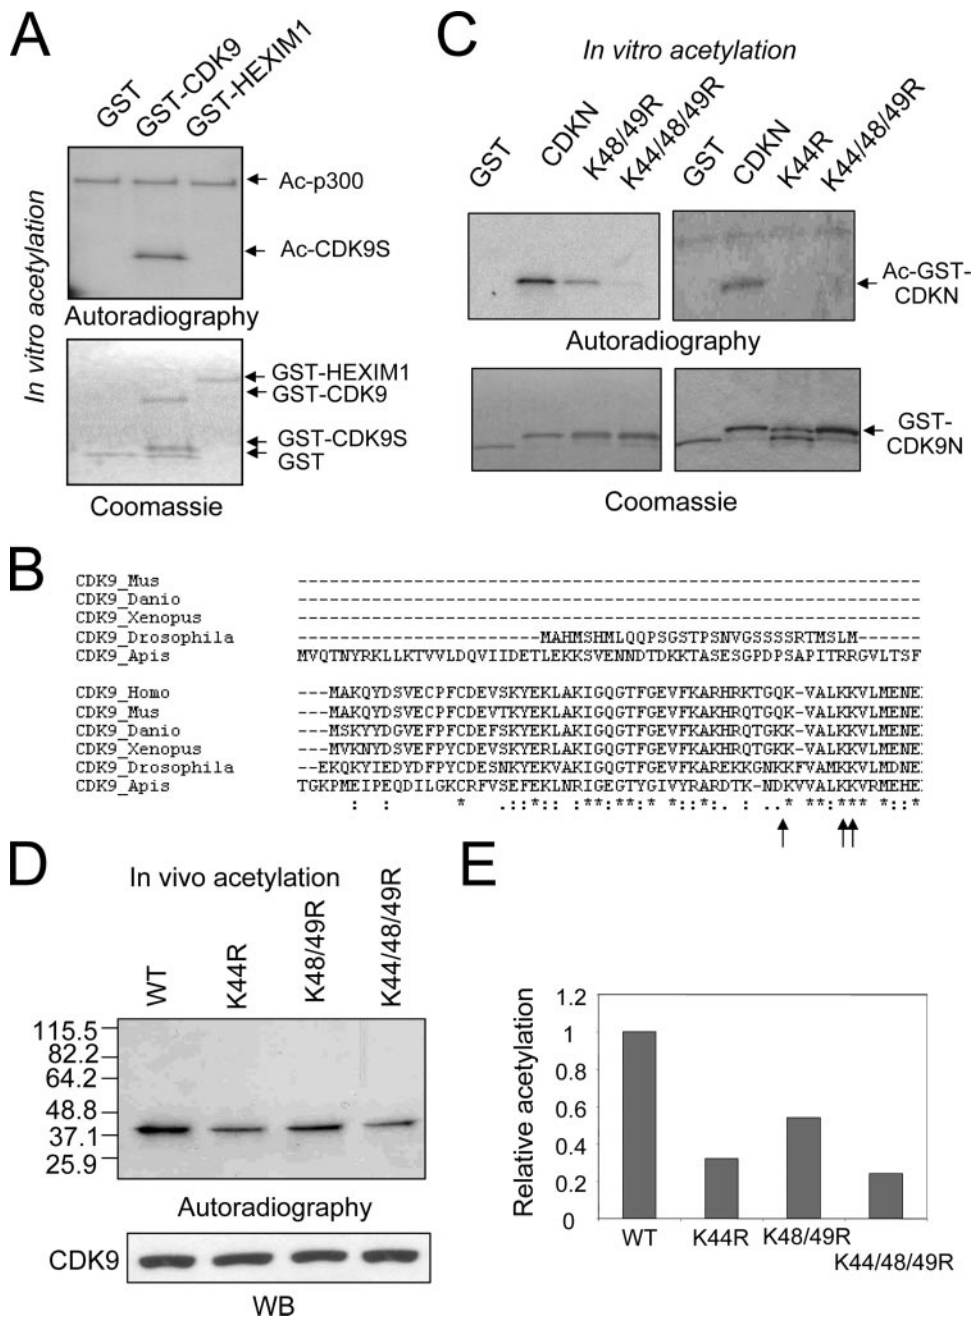 A
GST
GST-CDK9
GST-HEXIM1
In vitro acetylation
Ac-p300
Ac-CDK9S
Autoradiography
GST-HEXIM1
GST-CDK9
GST-CDK9S
GST
Coomassie
C
In vitro acetylation
GST
CDKN
K48/49R
K44/48/49R
GST
CDKN
K44R
K44/48/49R
Ac-GST-
CDKN
Autoradiography
GST-
CDK9N
Coomassie
B
CDK9_Mus
CDK9_Danio
CDK9_Xenopus
CDK9_Drosophila MAHMSHMLQQPSGSTPSNVGSSSSRTMSLM-----
CDK9_Apis MVQTNYRKLLKTVVLDQVIIDETLEKKSVENNDTDKKTASESGPDPSAPITRRGVLTSF
CDK9_Homo ---MAKQYDSVECPFCDEVSKYEKLAKIGQGTFGEVFKARHRKTGQK-VALKKVLMENE
CDK9_Mus ---MAKQYDSVECPFCDEVTKYEKLAKIGQGTFGEVFKAKHRQTGQK-VALKKVLMENE
CDK9_Danio ---MSKYYDGVEFPYCDEFSKYEKLAKIGQGTFGEVFKAKHRQTGKK-VALKKVLMENE
CDK9_Xenopus ---MVKNYDSVEFPYCDEVSKYERLAKIGQGTFGEVFKAKHRQTGKK-VALKKVLMENE
CDK9_Drosophila --EKQKYIEDYDFPYCDESNKYEKVAKIGQGTFGEVFKAREKKGNKKFVAMKKVLMDNE
CDK9_Apis TGKPMEIPEQDILGKCRFVSEFEKLNRIGEGTYGIVYRARDTK-NDKVVALKKVRMEHE
D
In vivo acetylation
WT
K44R
K48/49R
K44/48/49R
115.5
82.2
64.2
48.8
37.1
25.9
Autoradiography
CDK9
WB
E
Relative acetylation
1.2
1
0.8
0.6
0.4
0.2
0
WT
K44R
K48/49R
K44/48/49R